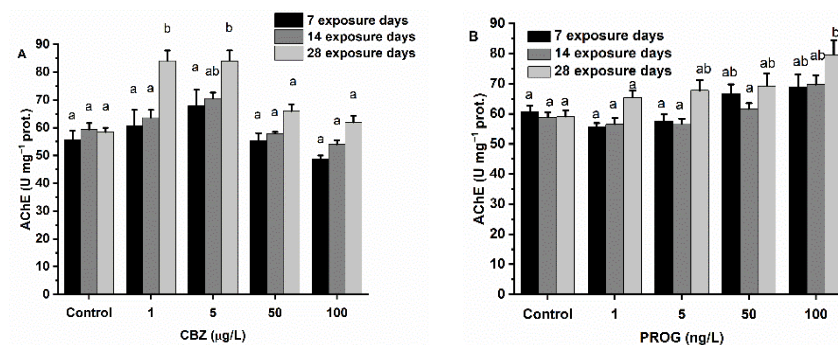 A
7 exposure days
14 exposure days
28 exposure days
AChE (U mg⁻¹ prot.)
90
80
70
60
50
40
30
20
10
0
a a a
a a b
a ab b
a a a
a a a
Control 1 5 50 100
CBZ (µg/L)
B
7 exposure days
14 exposure days
28 exposure days
AChE (U mg⁻¹ prot.)
90
80
70
60
50
40
30
20
10
0
a a a
a a a
a a ab
ab a ab
ab ab b
Control 1 5 50 100
PROG (ng/L)